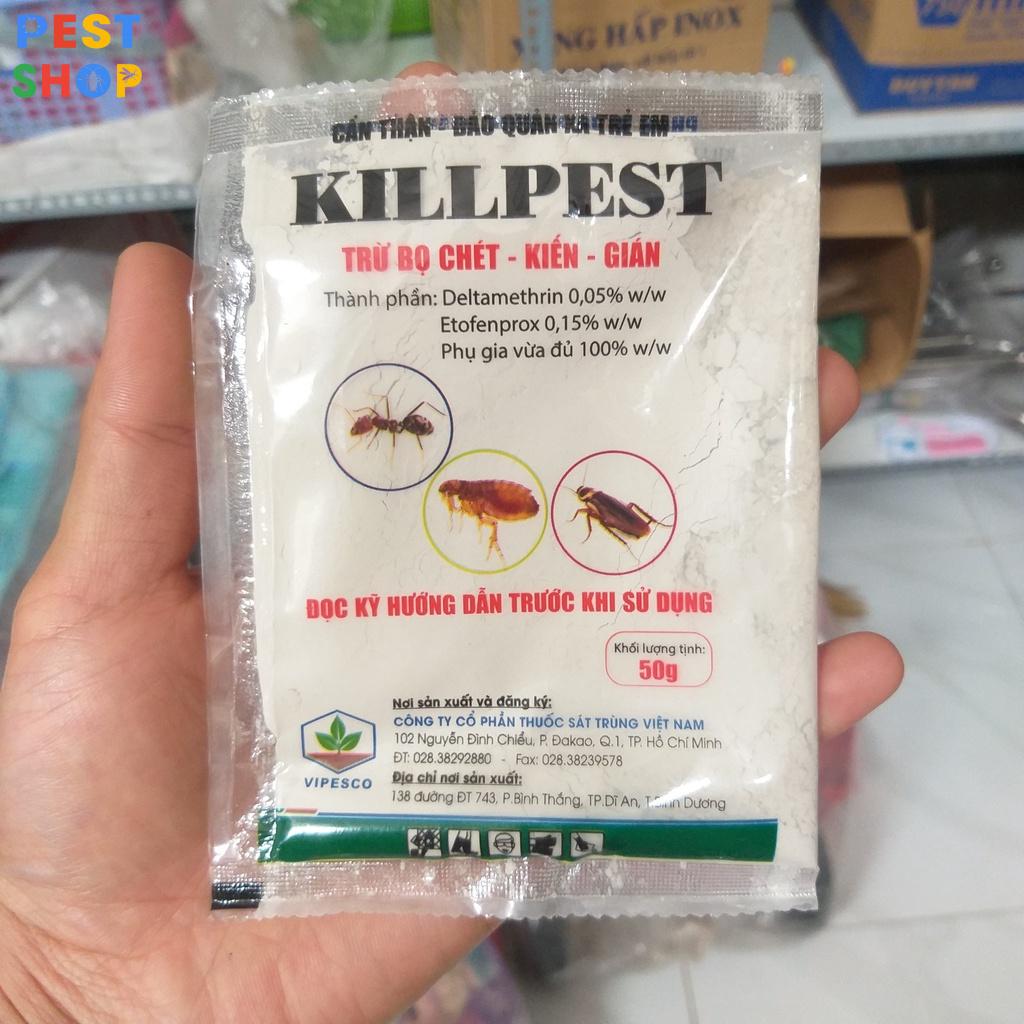 PEST
SHOP
NG HẤP INOX
CẨN THẬN BẢO QUẢN XA TRẺ EM
KILLPEST
TRỪ BỌ CHÉT - KIẾN - GIÁN
Thành phần: Deltamethrin 0,05% w/w
Etofenprox 0,15% w/w
Phụ gia vừa đủ 100% w/w
ĐỌC KỸ HƯỚNG DẪN TRƯỚC KHI SỬ DỤNG
Khối lượng tịnh:
50g
Nơi sản xuất và đăng ký:
CÔNG TY CỔ PHẦN THUỐC SÁT TRÙNG VIỆT NAM
102 Nguyễn Đình Chiểu, P. Đakao, Q.1, TP. Hồ Chí Minh
ĐT: 028.38292880 - Fax: 028.38239578
Địa chỉ nơi sản xuất:
138 đường ĐT 743, P.Bình Thắng, TP.Dĩ An, T.Bình Dương
VIPESCO